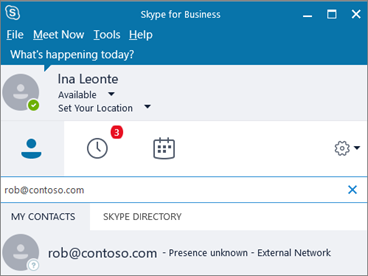 Skype for Business
File Meet Now Tools Help
What's happening today?
Ina Leonte
Available
Set Your Location
3
rob@contoso.com
MY CONTACTS SKYPE DIRECTORY
rob@contoso.com - Presence unknown - External Network